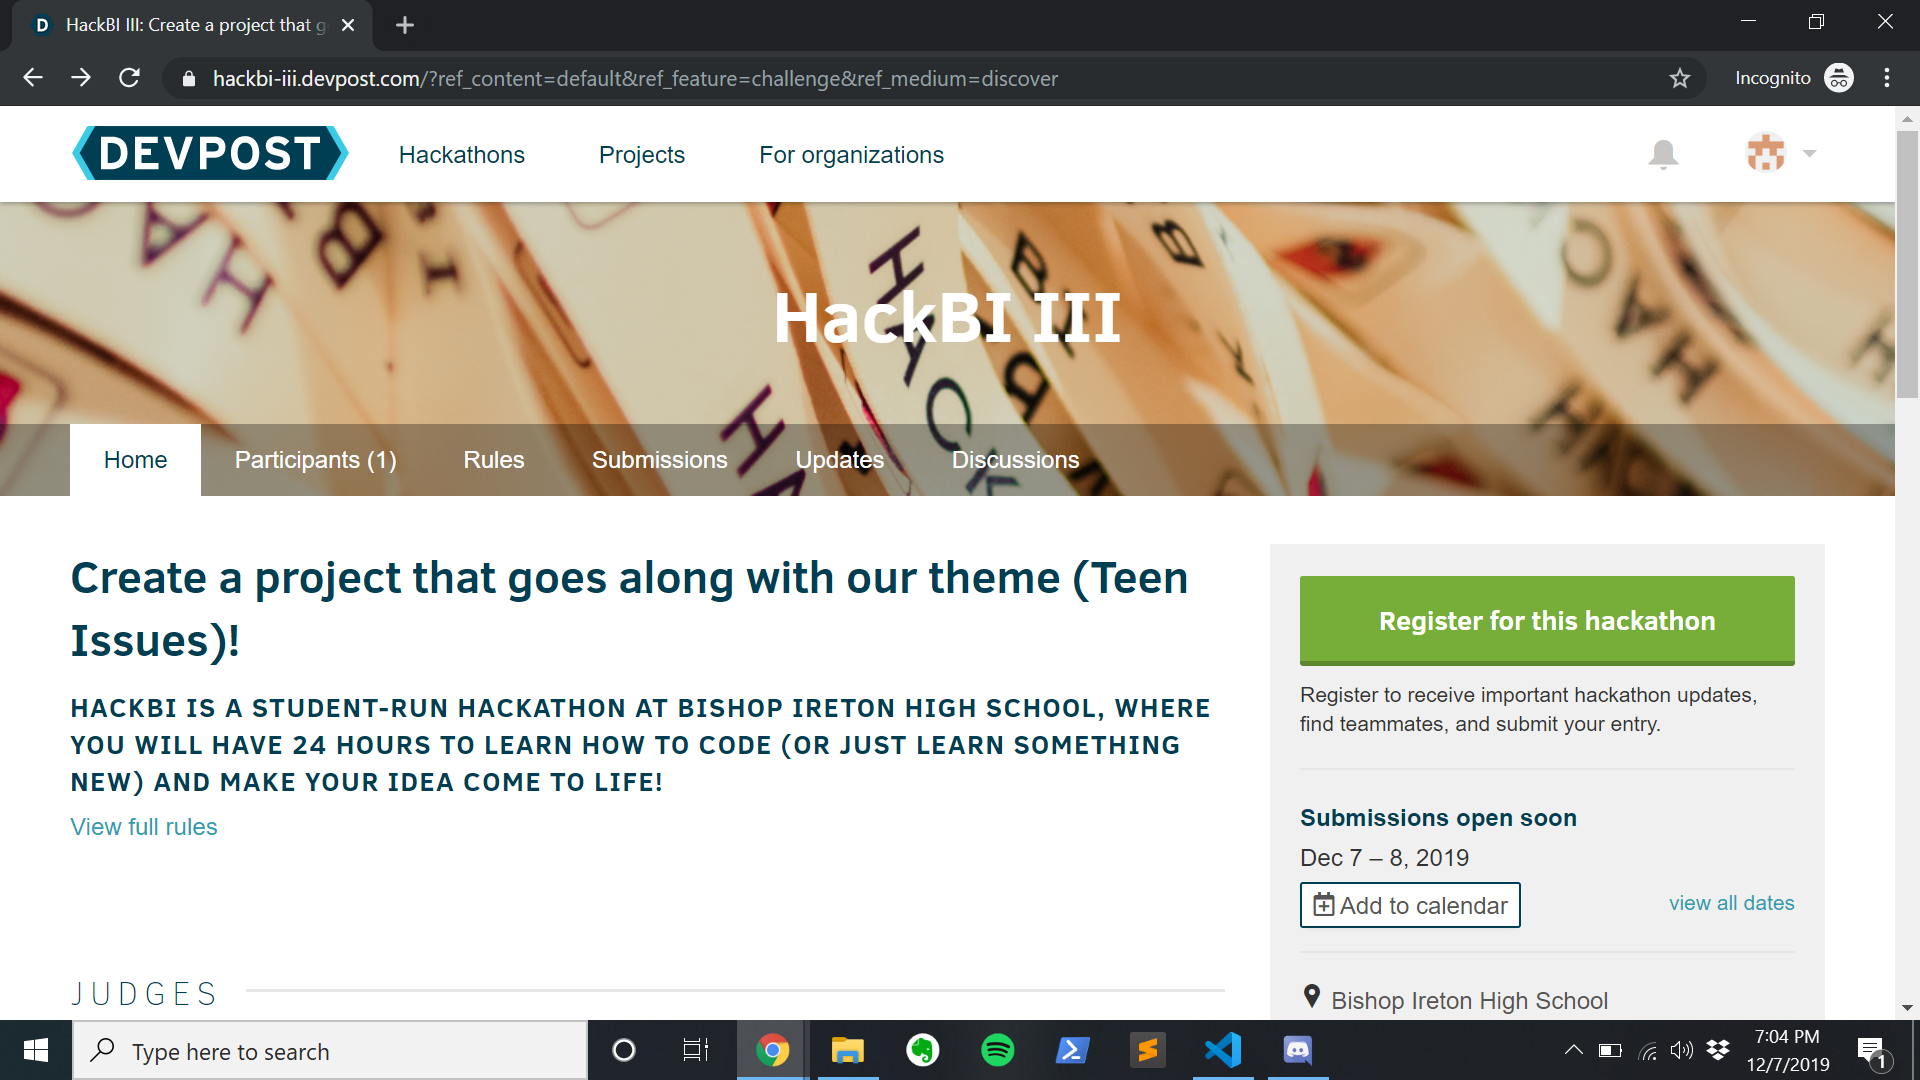 D HackBI III: Create a project that g
hackbi-iii.devpost.com/?ref_content=default&ref_feature=challenge&ref_medium=discover
Incognito
DEVPOST
Hackathons Projects For organizations
HackBI III
Home Participants (1) Rules Submissions Updates Discussions
Create a project that goes along with our theme (Teen
Issues)!
HACKBI IS A STUDENT-RUN HACKATHON AT BISHOP IRETON HIGH SCHOOL, WHERE
YOU WILL HAVE 24 HOURS TO LEARN HOW TO CODE (OR JUST LEARN SOMETHING
NEW) AND MAKE YOUR IDEA COME TO LIFE!
View full rules
JUDGES
Register for this hackathon
Register to receive important hackathon updates,
find teammates, and submit your entry.
Submissions open soon
Dec 7 – 8, 2019
Add to calendar
view all dates
Bishop Ireton High School
Type here to search
7:04 PM
12/7/2019
1